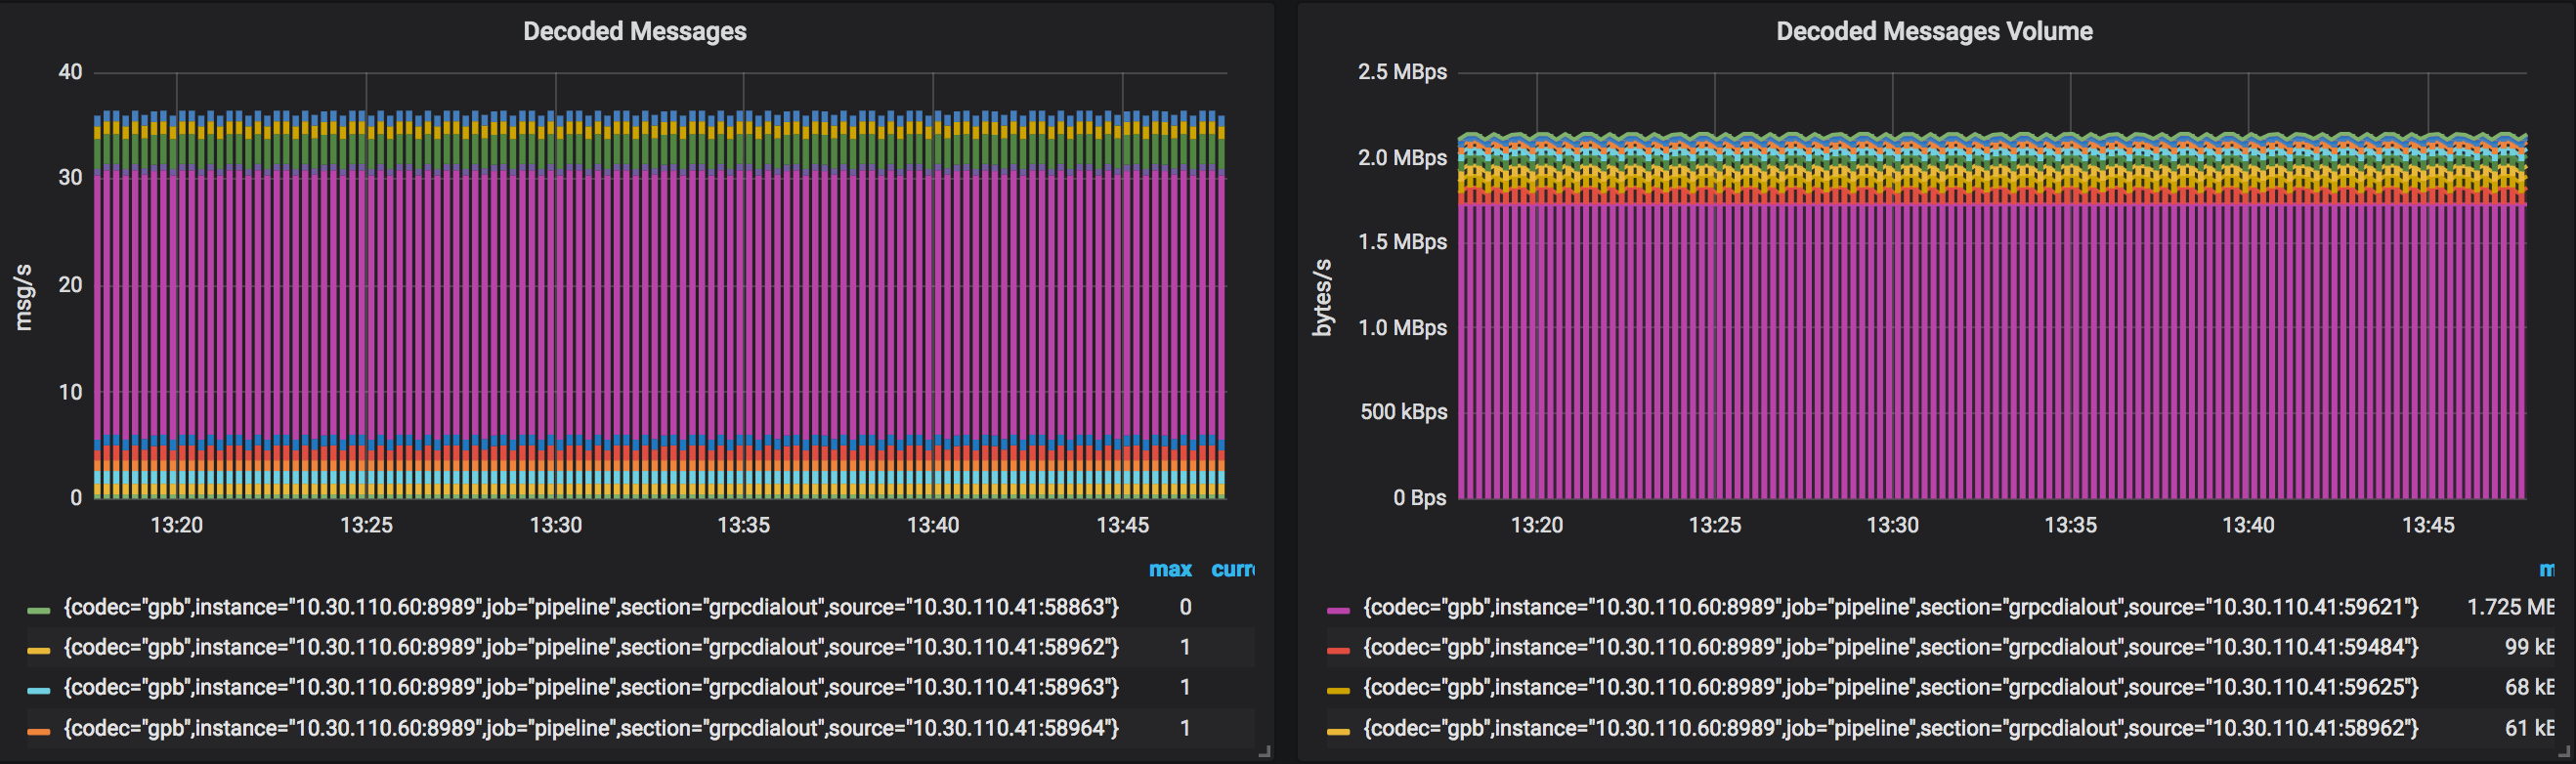 Decoded Messages
40
30
20
10
0
msg/s
13:20 13:25 13:30 13:35 13:40 13:45
max curr
{codec="gpb",instance="10.30.110.60:8989",job="pipeline",section="grpcdialout",source="10.30.110.41:58863"} 0
{codec="gpb",instance="10.30.110.60:8989",job="pipeline",section="grpcdialout",source="10.30.110.41:58962"} 1
{codec="gpb",instance="10.30.110.60:8989",job="pipeline",section="grpcdialout",source="10.30.110.41:58963"} 1
{codec="gpb",instance="10.30.110.60:8989",job="pipeline",section="grpcdialout",source="10.30.110.41:58964"} 1
Decoded Messages Volume
2.5 MBps
2.0 MBps
1.5 MBps
1.0 MBps
500 kBps
0 Bps
bytes/s
13:20 13:25 13:30 13:35 13:40 13:45
m
{codec="gpb",instance="10.30.110.60:8989",job="pipeline",section="grpcdialout",source="10.30.110.41:59621"} 1.725 MB
{codec="gpb",instance="10.30.110.60:8989",job="pipeline",section="grpcdialout",source="10.30.110.41:59484"} 99 kB
{codec="gpb",instance="10.30.110.60:8989",job="pipeline",section="grpcdialout",source="10.30.110.41:59625"} 68 kB
{codec="gpb",instance="10.30.110.60:8989",job="pipeline",section="grpcdialout",source="10.30.110.41:58962"} 61 kB